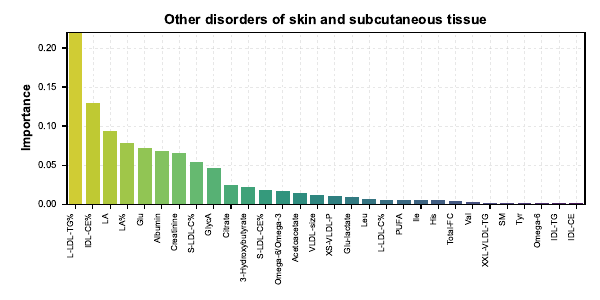 Other disorders of skin and subcutaneous tissue
Importance
0.20
0.15
0.10
0.05
0.00
L-LDL-TG%
IDL-CE%
LA
LA%
Glu
Albumin
Creatinine
S-LDL-C%
GlycA
Citrate
3-Hydroxybutyrate
S-LDL-CE%
Omega-6/Omega-3
Acetoacetate
VLDL-size
XS-VLDL-P
Glu-lactate
Leu
L-LDL-C%
PUFA
Ile
His
Total-F C
Val
XXL-VLDL-TG
SM
Tyr
Omega-6
IDL-TG
IDL-CE